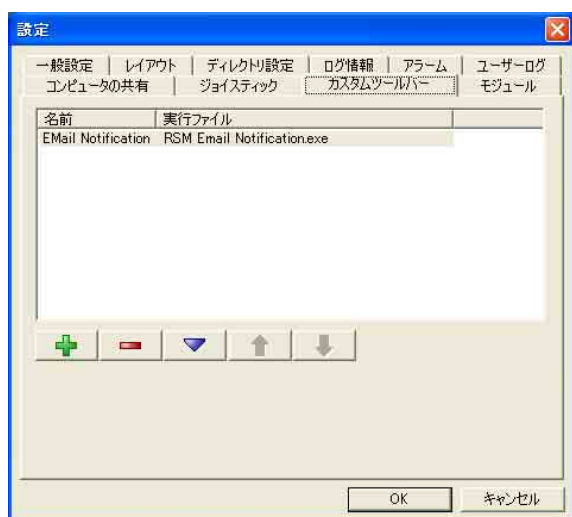 設定
一般設定 レイアウト ディレクトリ設定 ログ情報 アラーム ユーザーログ
コンピュータの共有 ジョイスティック カスタムツールバー モジュール
名前 実行ファイル
EMail Notification RSM Email Notification.exe
OK キャンセル